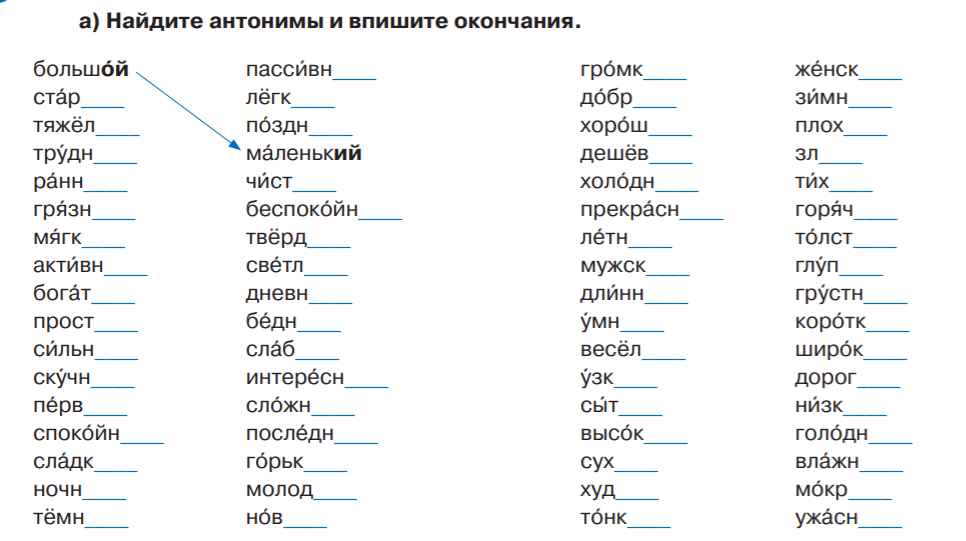 а) Найдите антонимы и впишите окончания.
большо́й пасси́вн____ гро́мк____ же́нск____
ста́р____ лёгк____ до́бр____ зи́мн____
тяжёл____ по́здн____ хоро́ш____ плох____
тру́дн____ ма́ленький дешёв____ зл____
ра́нн____ чи́ст____ холо́дн____ ти́х____
гря́зн____ беспоко́йн____ прекра́сн____ горя́ч____
мя́гк____ твёрд____ ле́тн____ то́лст____
акти́вн____ све́тл____ мужск____ глу́п____
бога́т____ дневн____ дли́нн____ гру́стн____
прост____ бе́дн____ у́мн____ коро́тк____
си́льн____ сла́б____ весёл____ широ́к____
ску́чн____ интере́сн____ у́зк____ дорог____
пе́рв____ сло́жн____ сы́т____ ни́зк____
споко́йн____ после́дн____ высо́к____ голо́дн____
сла́дк____ го́рьк____ сух____ вла́жн____
ночн____ молод____ худ____ мо́кр____
тёмн____ но́в____ то́нк____ ужа́сн____